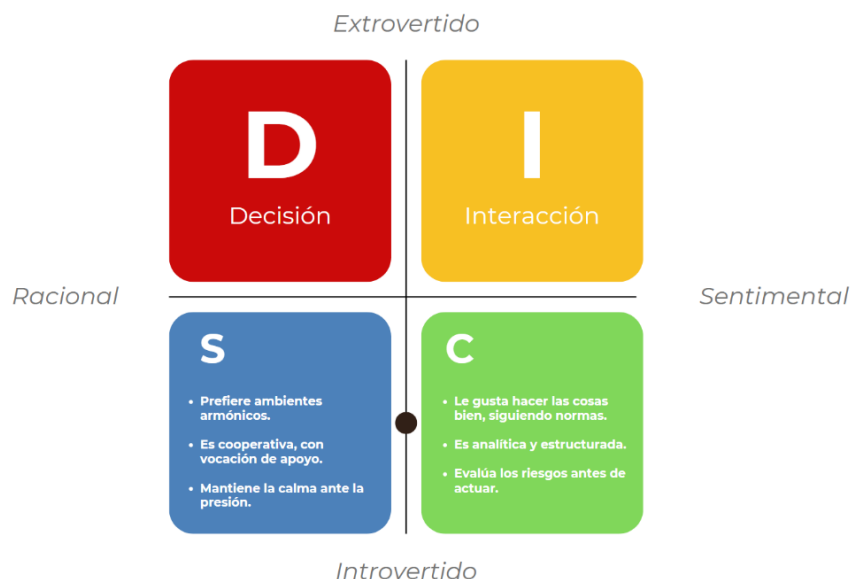 Extrovertido
D
Decisión
I
Interacción
Racional
Sentimental
S
• Prefiere ambientes
armónicos.
• Es cooperativa, con
vocación de apoyo.
• Mantiene la calma ante la
presión.
C
• Le gusta hacer las cosas
bien, siguiendo normas.
• Es analítica y estructurada.
• Evalúa los riesgos antes de
actuar.
Introvertido